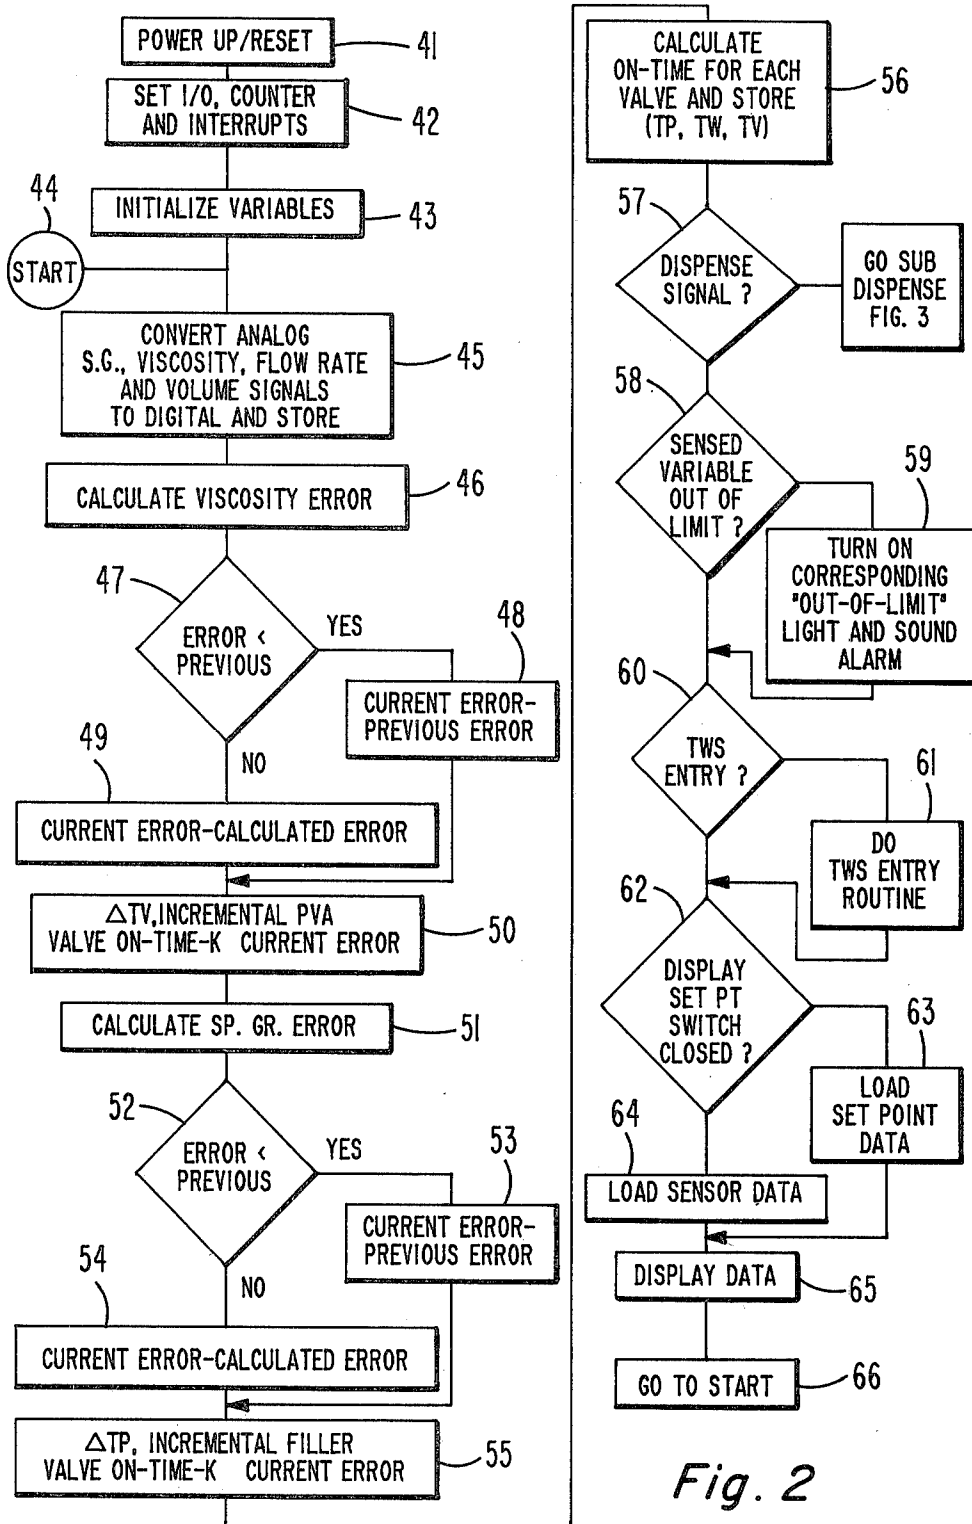 POWER UP/RESET
41
SET I/O, COUNTER
AND INTERRUPTS
42
INITIALIZE VARIABLES
43
44
START
CONVERT ANALOG
S.G., VISCOSITY, FLOW RATE
AND VOLUME SIGNALS
TO DIGITAL AND STORE
45
CALCULATE VISCOSITY ERROR
46
47
ERROR <
PREVIOUS
YES
48
CURRENT ERROR-
PREVIOUS ERROR
NO
49
CURRENT ERROR-CALCULATED ERROR
△TV,INCREMENTAL PVA
VALVE ON-TIME-K CURRENT ERROR
50
CALCULATE SP. GR. ERROR
51
52
ERROR <
PREVIOUS
YES
53
CURRENT ERROR-
PREVIOUS ERROR
NO
54
CURRENT ERROR-CALCULATED ERROR
△TP, INCREMENTAL FILLER
VALVE ON-TIME-K CURRENT ERROR
55
CALCULATE
ON-TIME FOR EACH
VALVE AND STORE
(TP, TW, TV)
56
57
DISPENSE
SIGNAL ?
GO SUB
DISPENSE
FIG. 3
58
SENSED
VARIABLE
OUT OF
LIMIT ?
59
TURN ON
CORRESPONDING
"OUT-OF-LIMIT"
LIGHT AND SOUND
ALARM
60
TWS
ENTRY ?
61
DO
TWS ENTRY
ROUTINE
62
DISPLAY
SET PT
SWITCH
CLOSED ?
63
LOAD
SET POINT
DATA
64
LOAD SENSOR DATA
DISPLAY DATA
65
GO TO START
66
Fig. 2